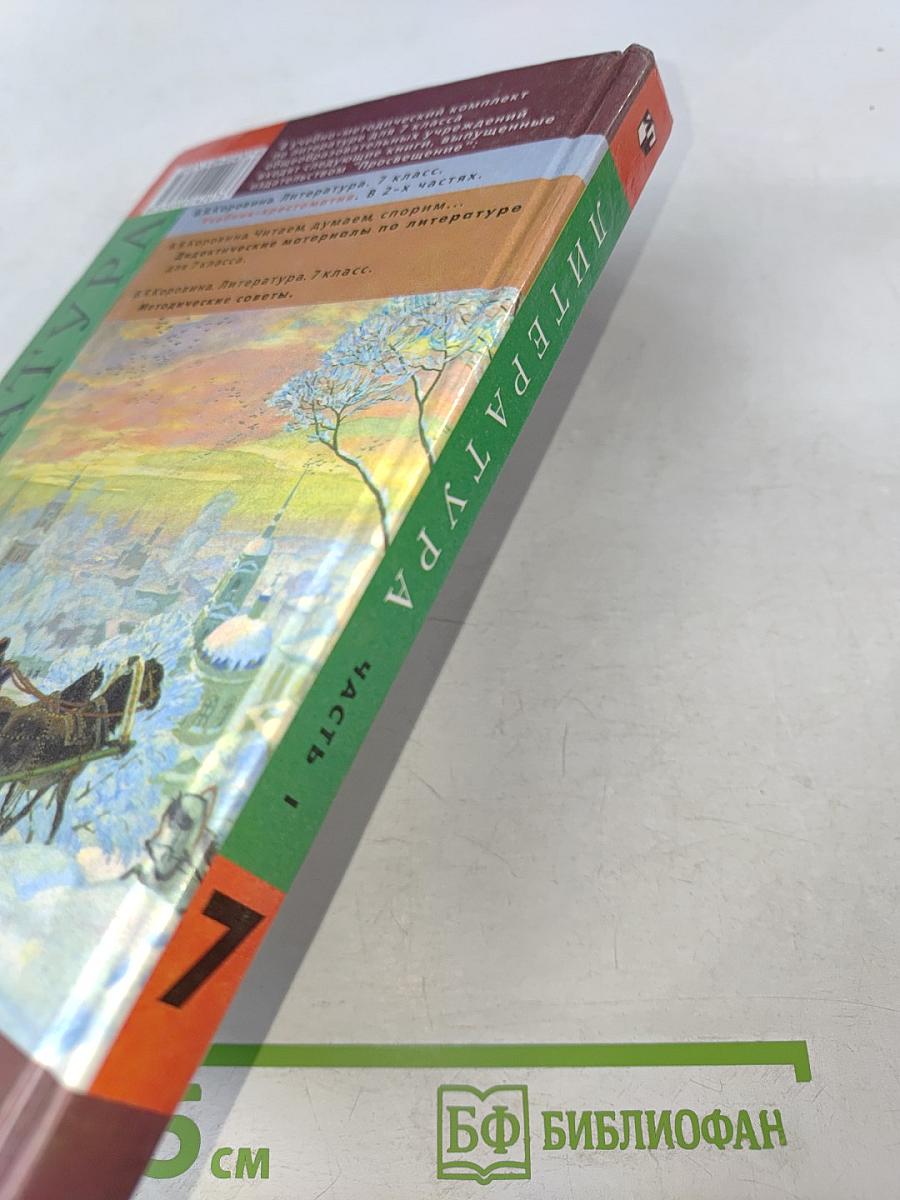 В учебно-методический комплект
по литературе для 7 класса
общеобразовательных учреждений
входят следующие книги, выпущенные
издательством "Просвещение":
В.Я.Коровина. Литература. 7 класс.
Учебник-хрестоматия. В 2-х частях.
В.Я.Коровина. Читаем, думаем, спорим...
Дидактические материалы по литературе
для 7 класса.
В.Я.Коровина. Литература. 7 класс.
Методические советы.
АТУРА
ЛИТЕРАТУРА
ЧАСТЬ I
7
5 см
БФ БИБЛИОФАН